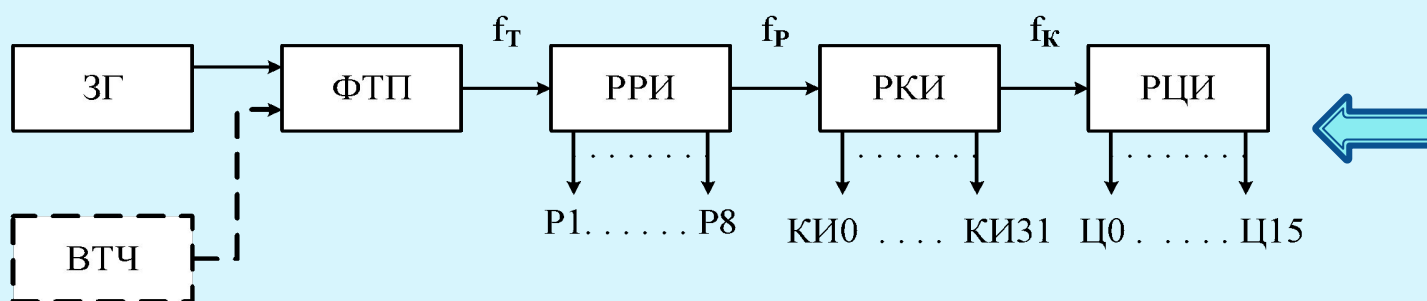 fТ fР fК
ЗГ ФТП РРИ РКИ РЦИ
Р1. . . . . . Р8 КИ0 . . . . КИ31 Ц0 . . . . . Ц15
ВТЧ